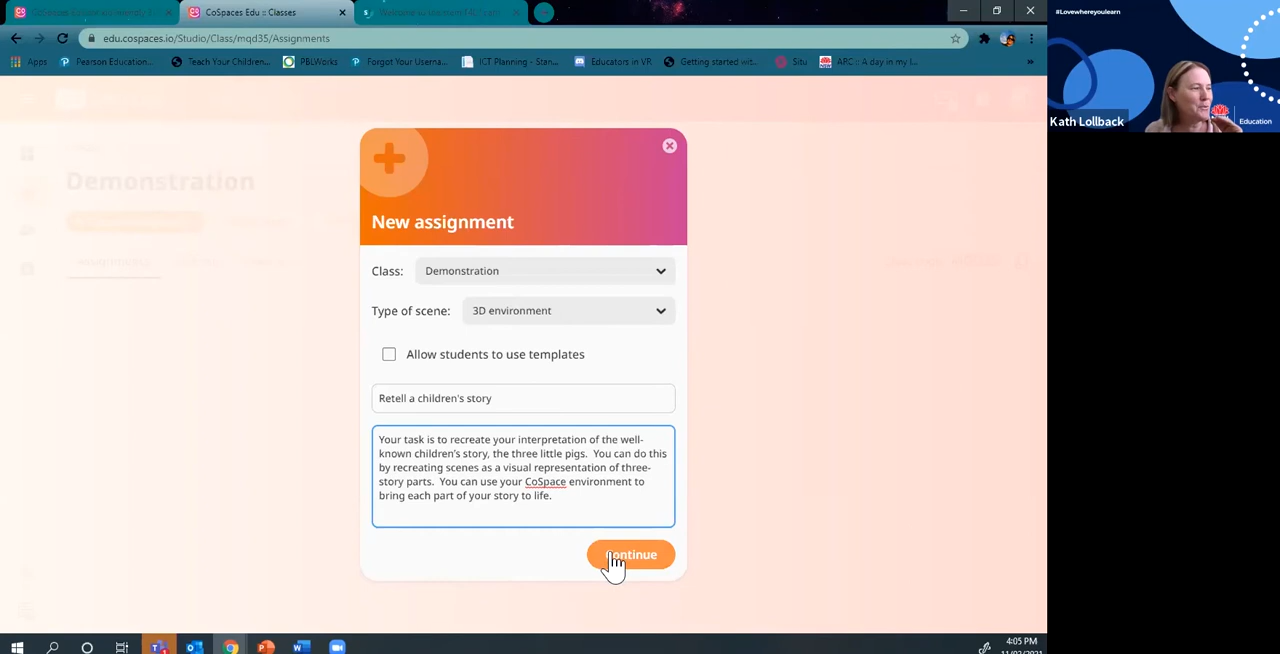 CoSpaces Edu :: Classes
edu.cospaces.io/Studio/Class/mqd35/Assignments
Apps
Pearson Education...
Teach Your Children...
PBLWorks
Forgot Your Userna...
ICT Planning - Stan...
Educators in VR
Getting started wit...
Situ
ARC :: A day in my l...
»
#Lovewhereyoulearn
Kath Lollback
Education
Demonstration
New assignment
Class: Demonstration
Type of scene: 3D environment
Allow students to use templates
Retell a children's story
Your task is to recreate your interpretation of the well-
known children's story, the three little pigs. You can do this
by recreating scenes as a visual representation of three-
story parts. You can use your CoSpace environment to
bring each part of your story to life.
Continue
4:05 PM